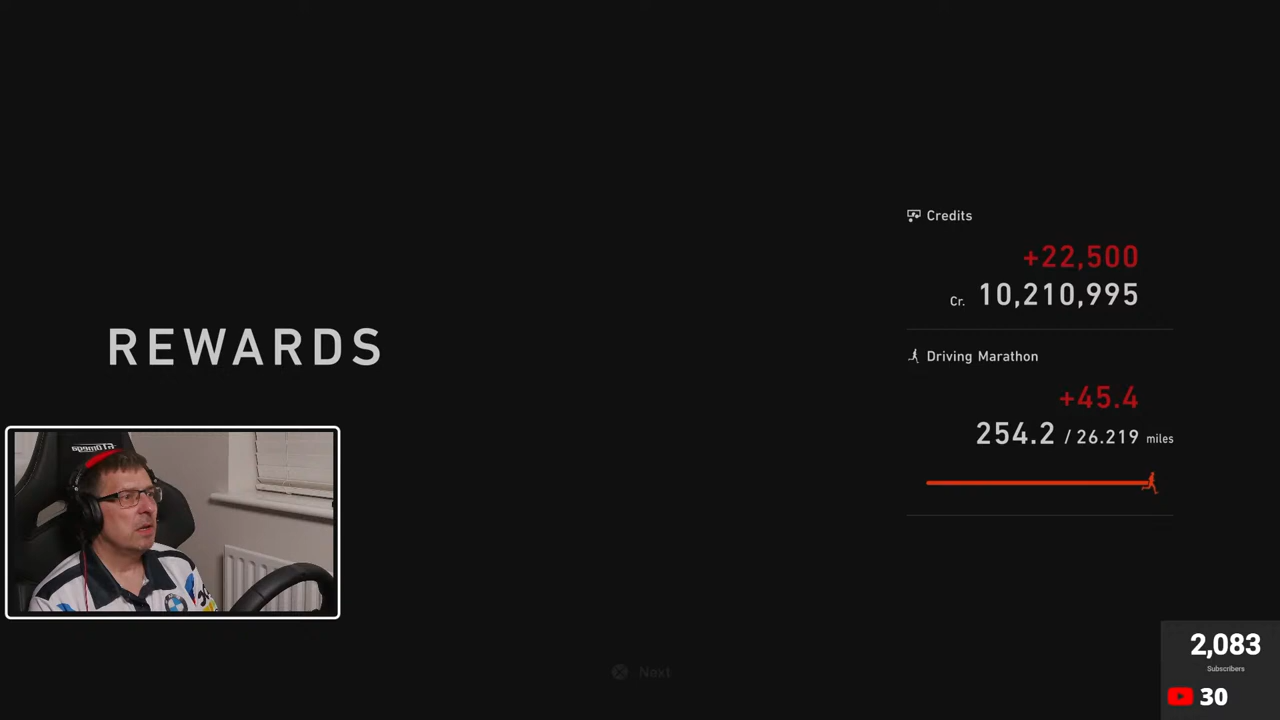 Credits
+22,500
Cr. 10,210,995
REWARDS
Driving Marathon
+45.4
254.2 / 26.219 miles
Next
2,083
Subscribers
30